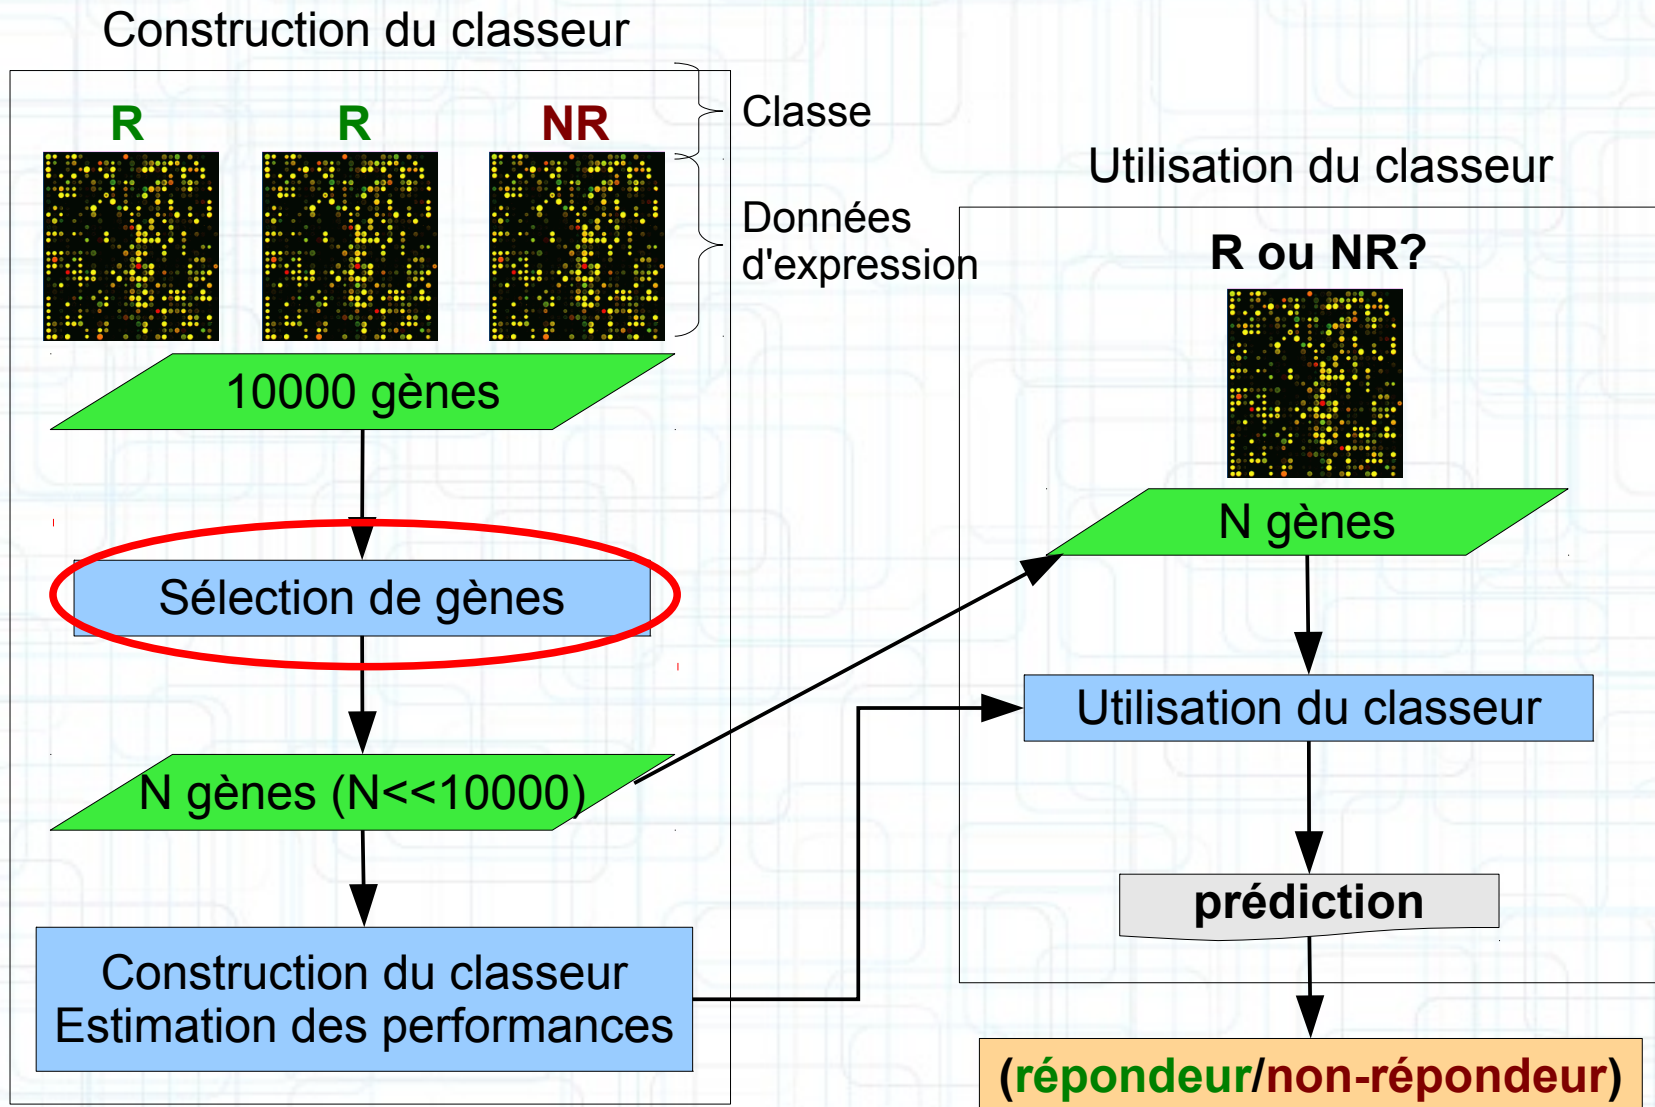 Construction du classeur
R
R
NR
Classe
Données
d'expression
10000 gènes
Sélection de gènes
N gènes (N<<10000)
Construction du classeur
Estimation des performances
Utilisation du classeur
R ou NR?
N gènes
Utilisation du classeur
prédiction
(répondeur/non-répondeur)